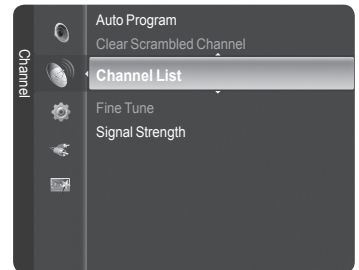 Channel
Auto Program
Clear Scrambled Channel
Channel List
Fine Tune
Signal Strength